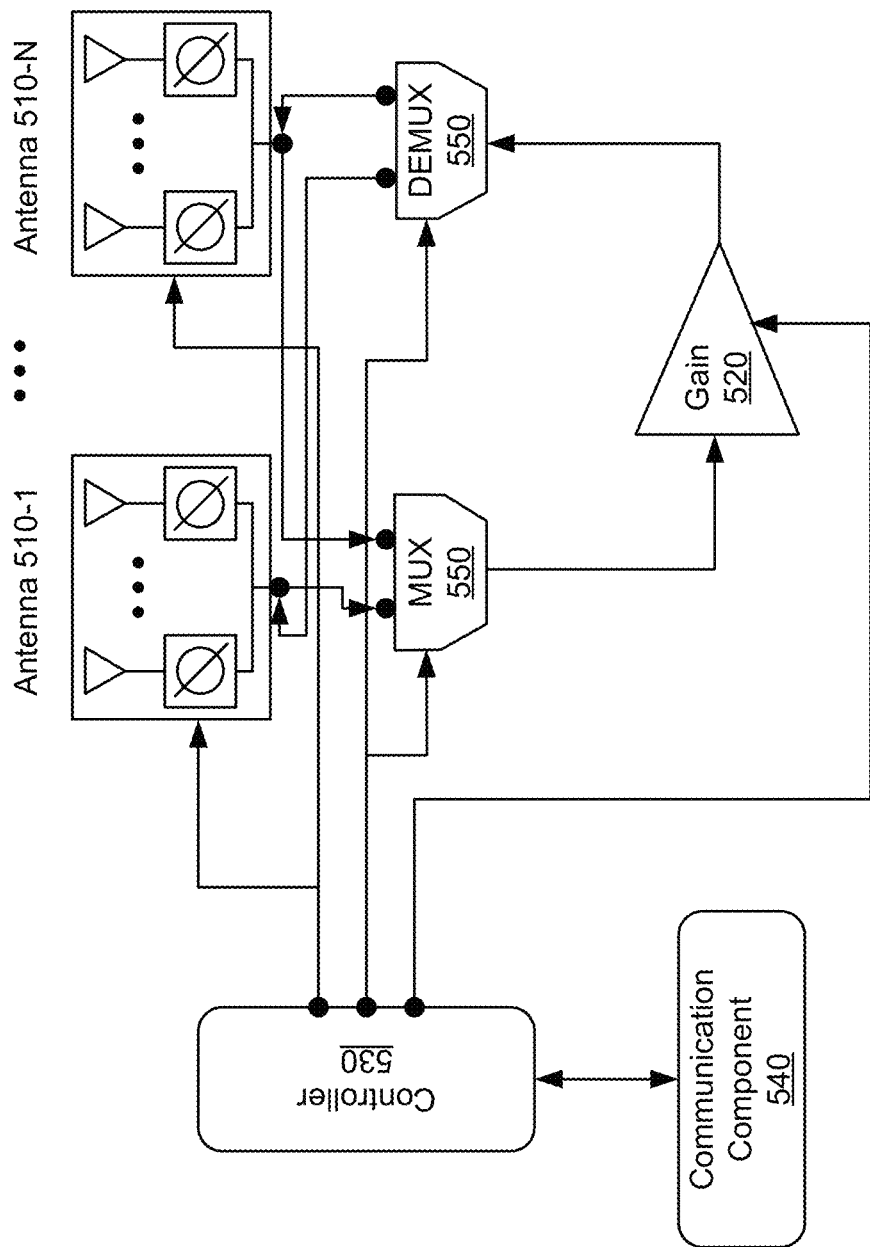 Antenna 510-1
Antenna 510-N
MUX
550
DEMUX
550
Gain
520
Controller
530
Communication
Component
540